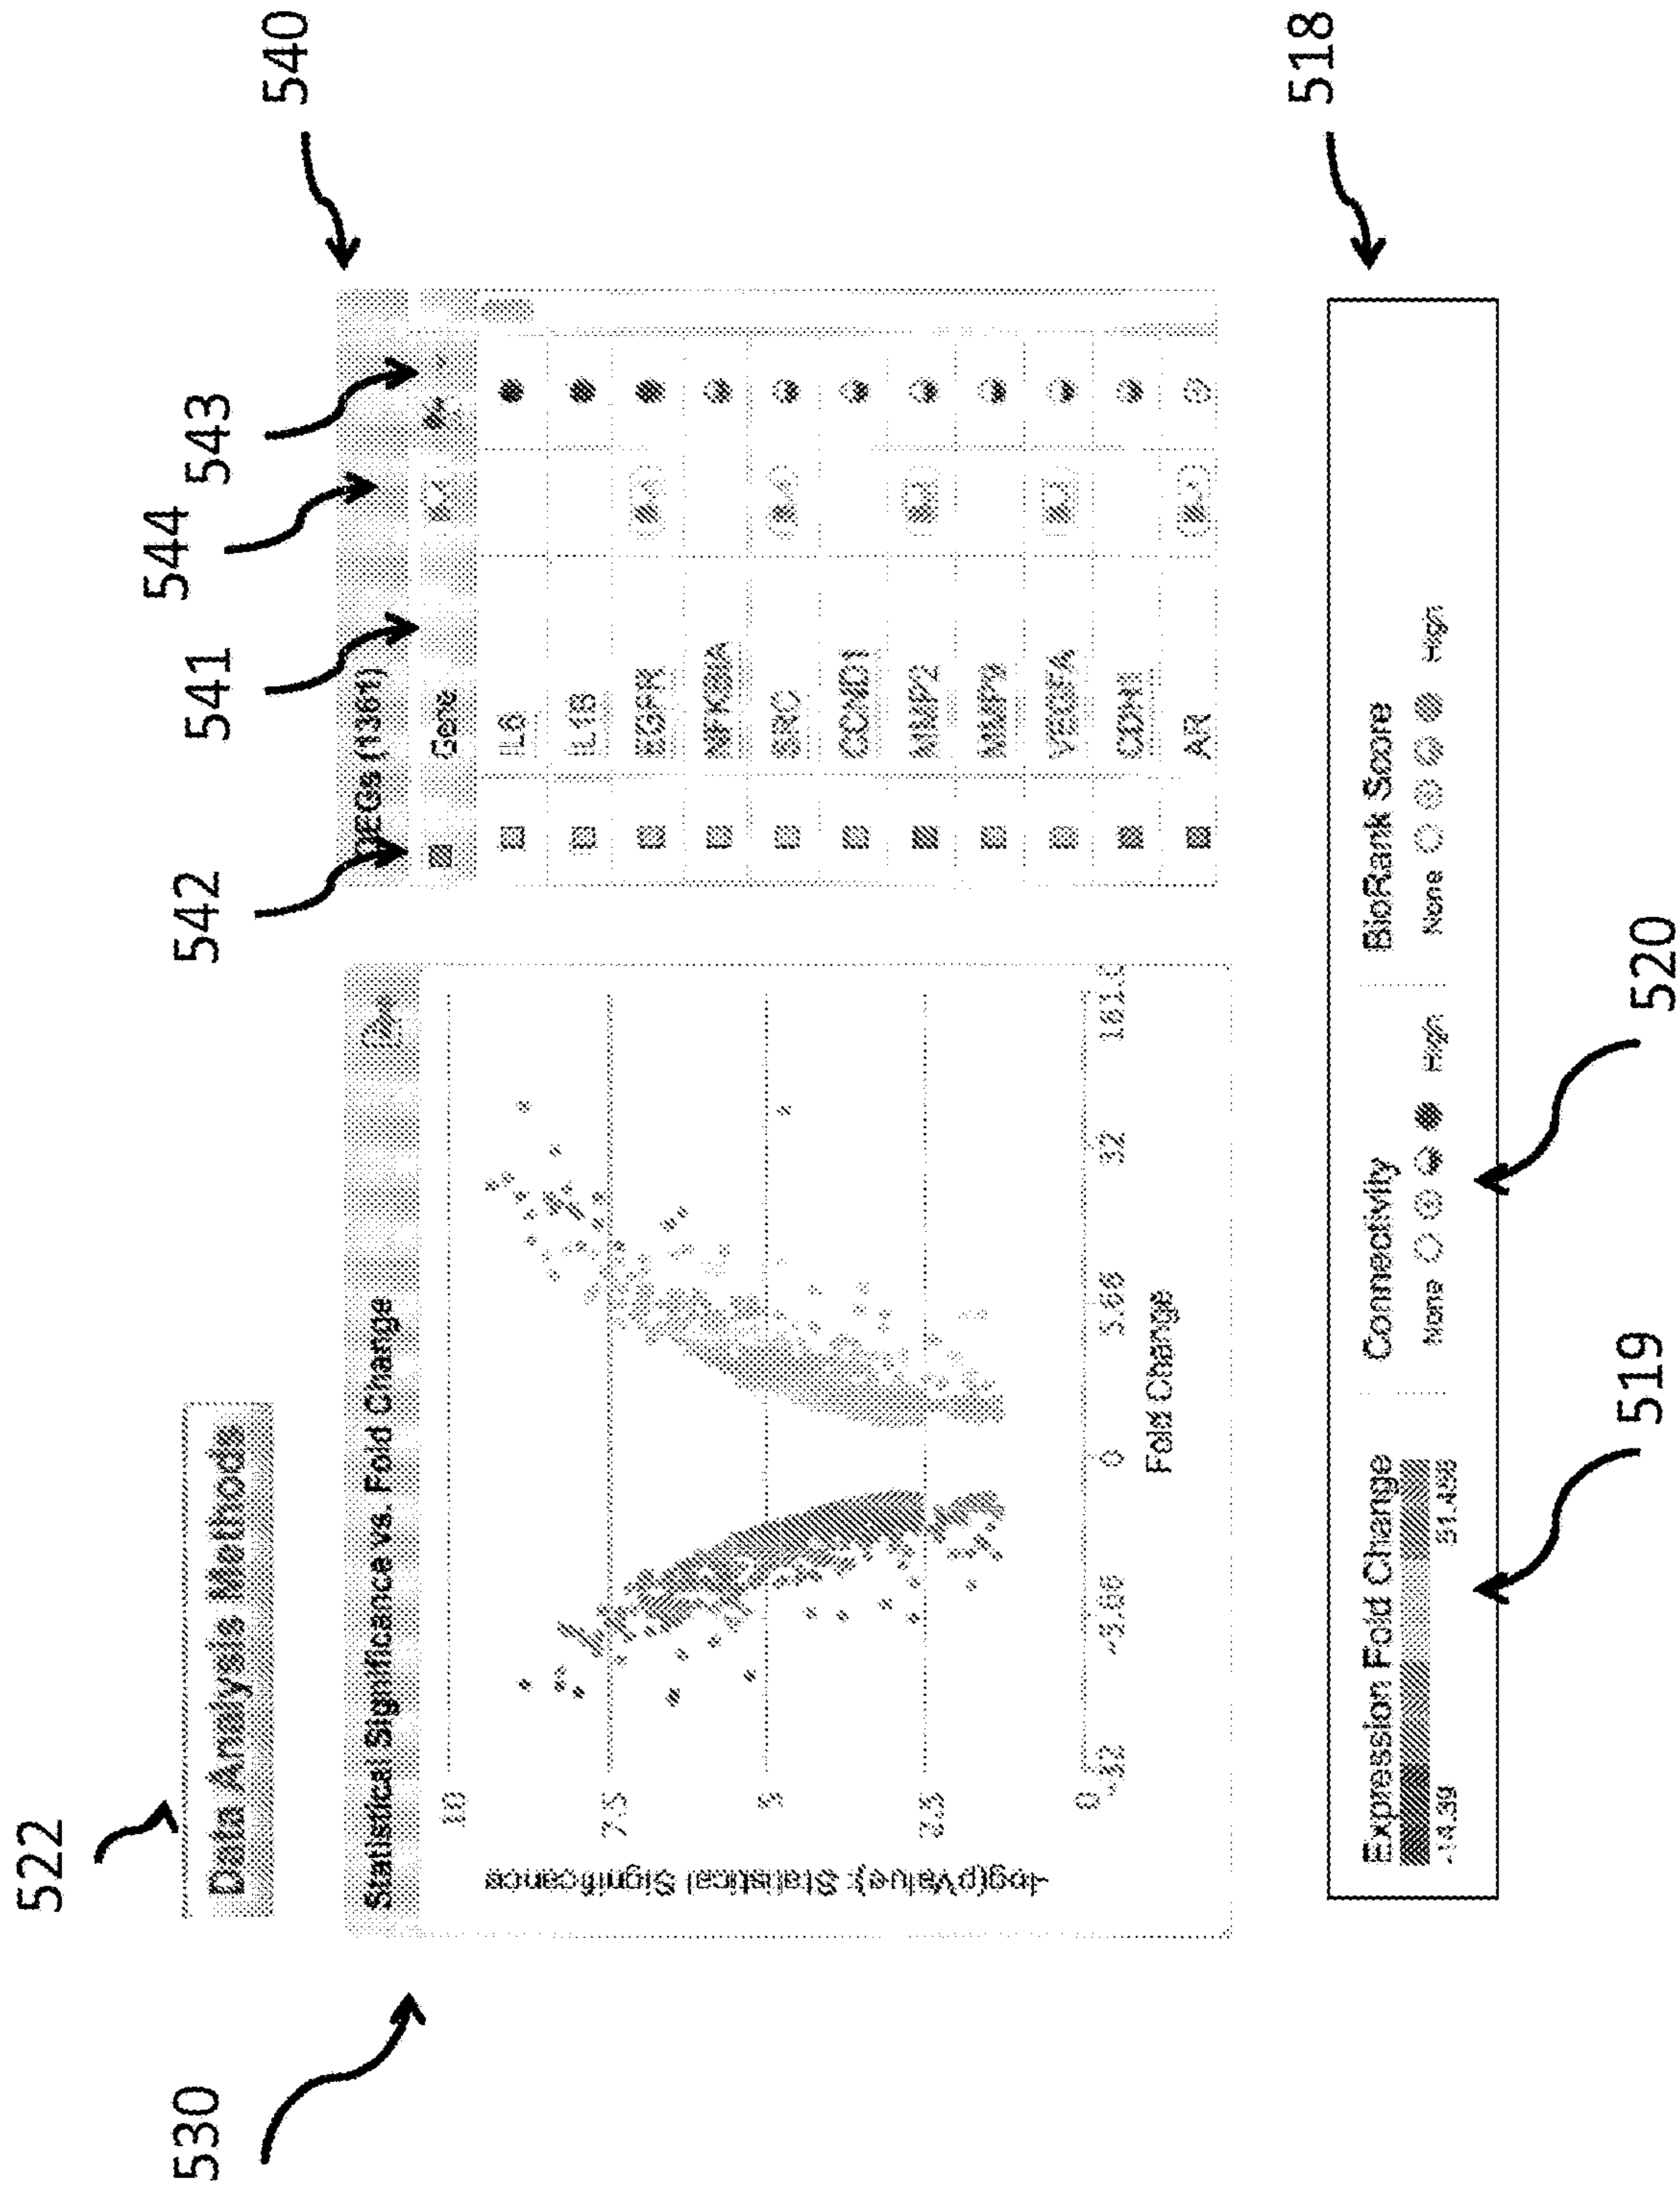 522
Data Analysis Methods
530
Statistical Significance vs. Fold Change
-log(pValue): Statistical Significance
10
7.5
5
2.5
0
-32
-5.66
0
5.66
32
181.0
Fold Change
540
542
541
544
543
DEGs (1361)
Gene
IL6
IL1B
EGFR
NFKBIA
SRC
CCND1
MMP2
MMP9
VEGFA
CDH1
AR
518
Expression Fold Change
Connectivity
None
High
BioRank Score
None
High
519
520